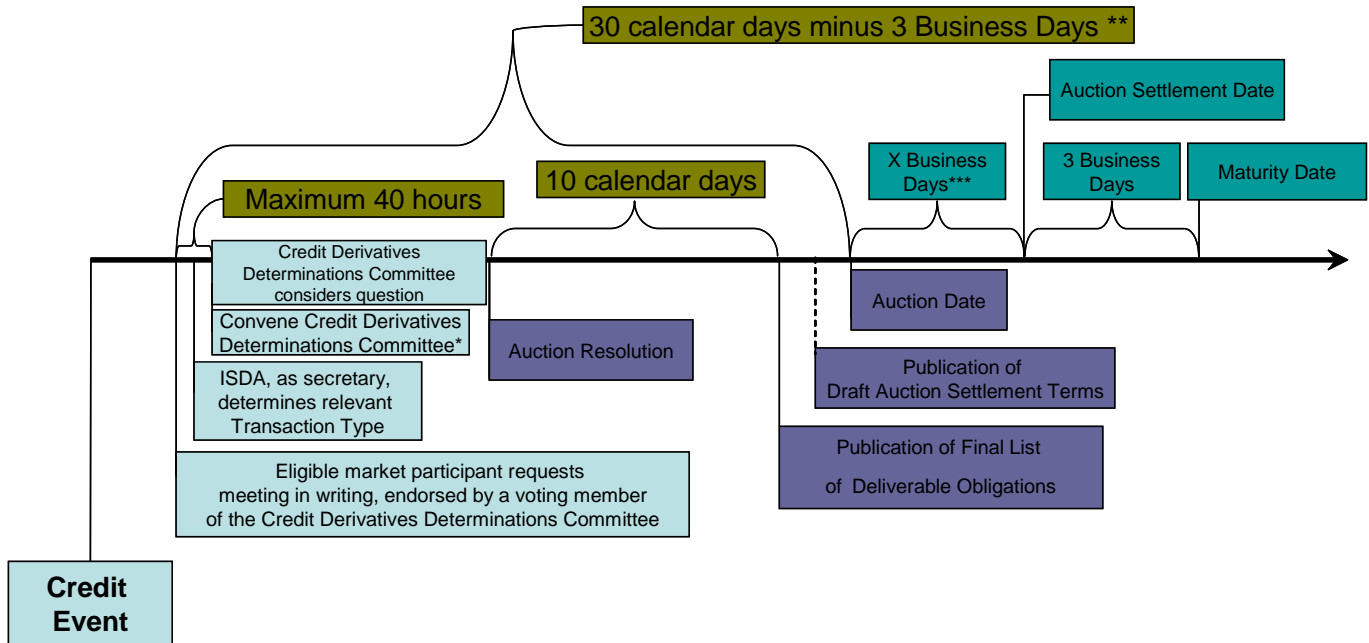 30 calendar days minus 3 Business Days **
Auction Settlement Date
X Business
Days***
3 Business
Days
Maturity Date
10 calendar days
Maximum 40 hours
Credit Derivatives
Determinations Committee
considers question
Convene Credit Derivatives
Determinations Committee*
ISDA, as secretary,
determines relevant
Transaction Type
Eligible market participant requests
meeting in writing, endorsed by a voting member
of the Credit Derivatives Determinations Committee
Credit
Event
Auction Resolution
Auction Date
Publication of
Draft Auction Settlement Terms
Publication of Final List
of Deliverable Obligations